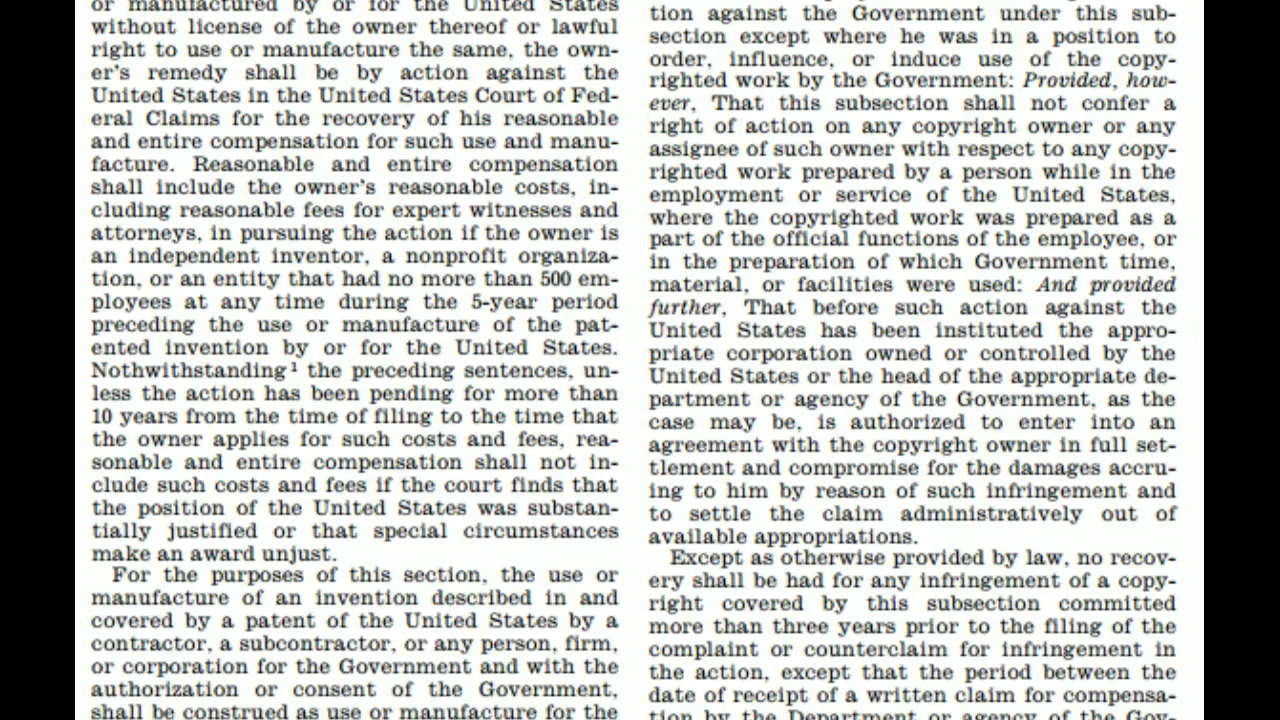 or manufactured by or for the United States
without license of the owner thereof or lawful
right to use or manufacture the same, the own-
er's remedy shall be by action against the
United States in the United States Court of Fed-
eral Claims for the recovery of his reasonable
and entire compensation for such use and manu-
facture. Reasonable and entire compensation
shall include the owner's reasonable costs, in-
cluding reasonable fees for expert witnesses and
attorneys, in pursuing the action if the owner is
an independent inventor, a nonprofit organiza-
tion, or an entity that had no more than 500 em-
ployees at any time during the 5-year period
preceding the use or manufacture of the pat-
ented invention by or for the United States.
Nothwithstanding¹ the preceding sentences, un-
less the action has been pending for more than
10 years from the time of filing to the time that
the owner applies for such costs and fees, rea-
sonable and entire compensation shall not in-
clude such costs and fees if the court finds that
the position of the United States was substan-
tially justified or that special circumstances
make an award unjust.
For the purposes of this section, the use or
manufacture of an invention described in and
covered by a patent of the United States by a
contractor, a subcontractor, or any person, firm,
or corporation for the Government and with the
authorization or consent of the Government,
shall be construed as use or manufacture for the
tion against the Government under this sub-
section except where he was in a position to
order, influence, or induce use of the copy-
righted work by the Government: Provided, how-
ever, That this subsection shall not confer a
right of action on any copyright owner or any
assignee of such owner with respect to any copy-
righted work prepared by a person while in the
employment or service of the United States,
where the copyrighted work was prepared as a
part of the official functions of the employee, or
in the preparation of which Government time,
material, or facilities were used: And provided
further, That before such action against the
United States has been instituted the appro-
priate corporation owned or controlled by the
United States or the head of the appropriate de-
partment or agency of the Government, as the
case may be, is authorized to enter into an
agreement with the copyright owner in full set-
tlement and compromise for the damages accru-
ing to him by reason of such infringement and
to settle the claim administratively out of
available appropriations.
Except as otherwise provided by law, no recov-
ery shall be had for any infringement of a copy-
right covered by this subsection committed
more than three years prior to the filing of the
complaint or counterclaim for infringement in
the action, except that the period between the
date of receipt of a written claim for compensa-
tion by the Department or agency of the Gov-